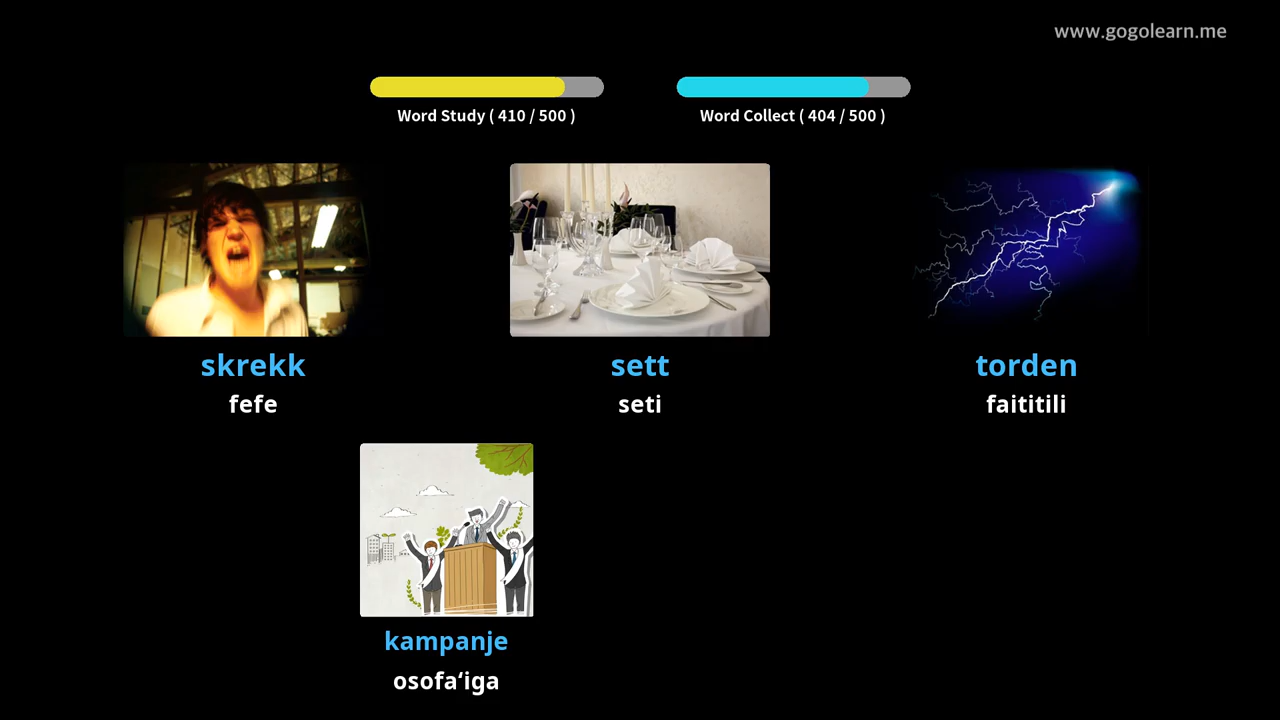 www.gogolearn.me
Word Study ( 410 / 500 )
Word Collect ( 404 / 500 )
skrekk
fefe
sett
seti
torden
faititili
kampanje
osofa‘iga